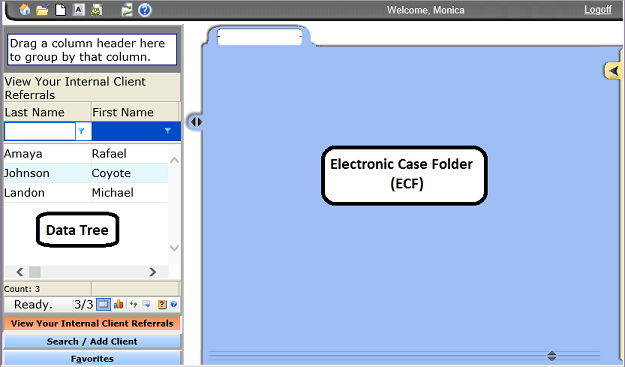 Welcome, Monica
Logoff
Drag a column header here
to group by that column.
View Your Internal Client
Referrals
Last Name First Name
Amaya Rafael
Johnson Coyote
Landon Michael
Data Tree
Electronic Case Folder
(ECF)
Count: 3
Ready. 3/3
View Your Internal Client Referrals
Search / Add Client
Favorites